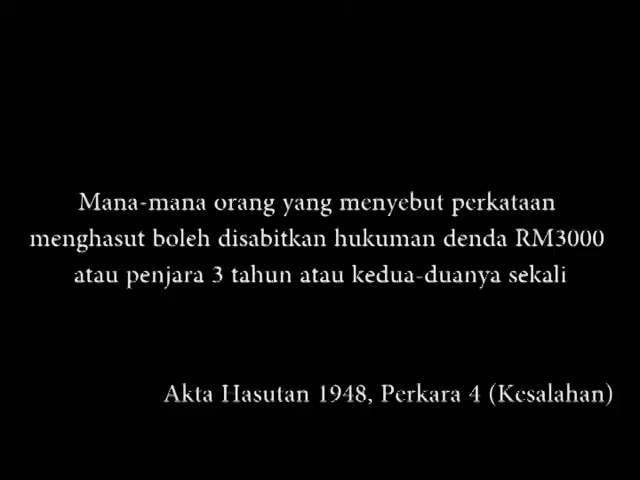 Mana-mana orang yang menyebut perkataan
menghasut boleh disabitkan hukuman denda RM3000
atau penjara 3 tahun atau kedua-duanya sekali
Akta Hasutan 1948, Perkara 4 (Kesalahan)